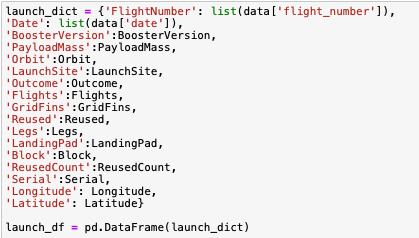 launch_dict = {'FlightNumber': list(data['flight_number']),
'Date': list(data['date']),
'BoosterVersion':BoosterVersion,
'PayloadMass':PayloadMass,
'Orbit':Orbit,
'LaunchSite':LaunchSite,
'Outcome':Outcome,
'Flights':Flights,
'GridFins':GridFins,
'Reused':Reused,
'Legs':Legs,
'LandingPad':LandingPad,
'Block':Block,
'ReusedCount':ReusedCount,
'Serial':Serial,
'Longitude': Longitude,
'Latitude': Latitude}
launch_df = pd.DataFrame(launch_dict)